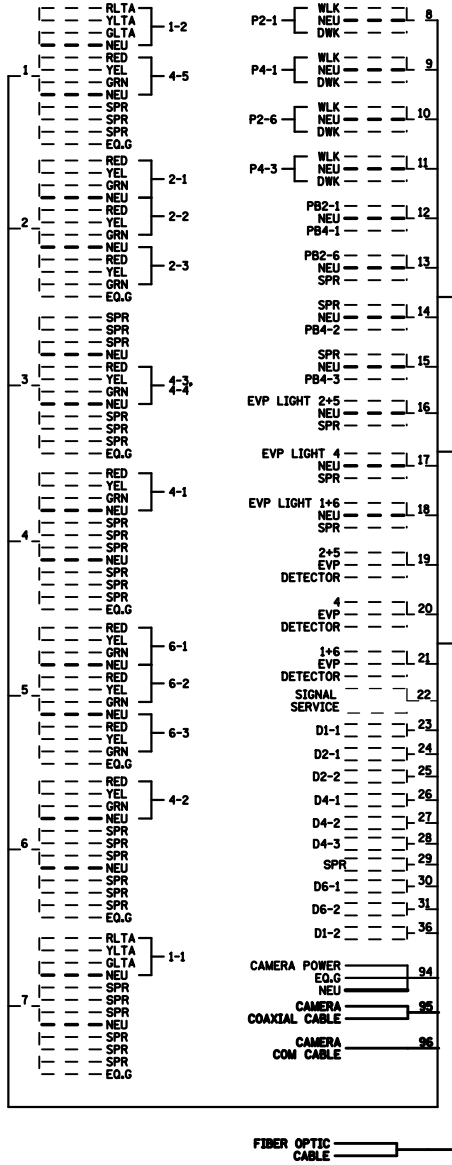 1
RLTA
YLTA
GLTA
NEU
1-2
RED
YEL
GRN
NEU
4-5
SPR
SPR
SPR
EQ.G
2
RED
YEL
GRN
NEU
2-1
RED
YEL
GRN
2-2
NEU
RED
YEL
GRN
2-3
EQ.G
3
SPR
SPR
SPR
NEU
RED
YEL
GRN
NEU
4-3,
4-4
SPR
SPR
SPR
EQ.G
4
RED
YEL
GRN
NEU
4-1
SPR
SPR
SPR
NEU
SPR
SPR
SPR
EQ.G
5
RED
YEL
GRN
NEU
6-1
RED
YEL
GRN
6-2
NEU
RED
YEL
GRN
6-3
EQ.G
6
RED
YEL
GRN
NEU
4-2
SPR
SPR
SPR
NEU
SPR
SPR
SPR
EQ.G
7
RLTA
YLTA
GLTA
NEU
1-1
SPR
SPR
SPR
NEU
SPR
SPR
SPR
EQ.G
P2-1
WLK
NEU
DWK
8
P4-1
WLK
NEU
DWK
9
P2-6
WLK
NEU
DWK
10
P4-3
WLK
NEU
DWK
11
PB2-1
NEU
PB4-1
12
PB2-6
NEU
SPR
13
SPR
NEU
PB4-2
14
SPR
NEU
PB4-3
15
EVP LIGHT 2+5
NEU
SPR
16
EVP LIGHT 4
NEU
SPR
17
EVP LIGHT 1+6
NEU
SPR
18
2+5
EVP
DETECTOR
19
4
EVP
DETECTOR
20
1+6
EVP
DETECTOR
21
SIGNAL
SERVICE
22
D1-1 23
D2-1 24
D2-2 25
D4-1 26
D4-2 27
D4-3 28
SPR 29
D6-1 30
D6-2 31
D1-2 36
CAMERA POWER
EQ.G
NEU
94
CAMERA
COAXIAL CABLE
95
CAMERA
COM CABLE
96
FIBER OPTIC
CABLE